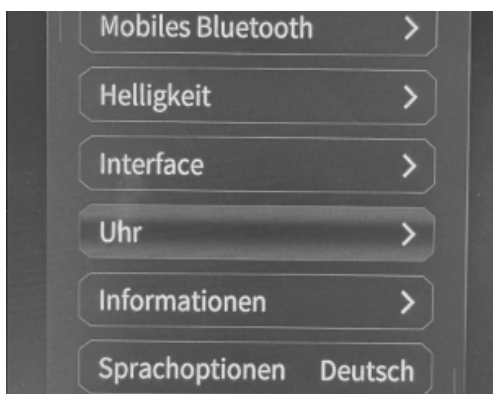 Mobiles Bluetooth
Helligkeit
Interface
Uhr
Informationen
Sprachoptionen Deutsch